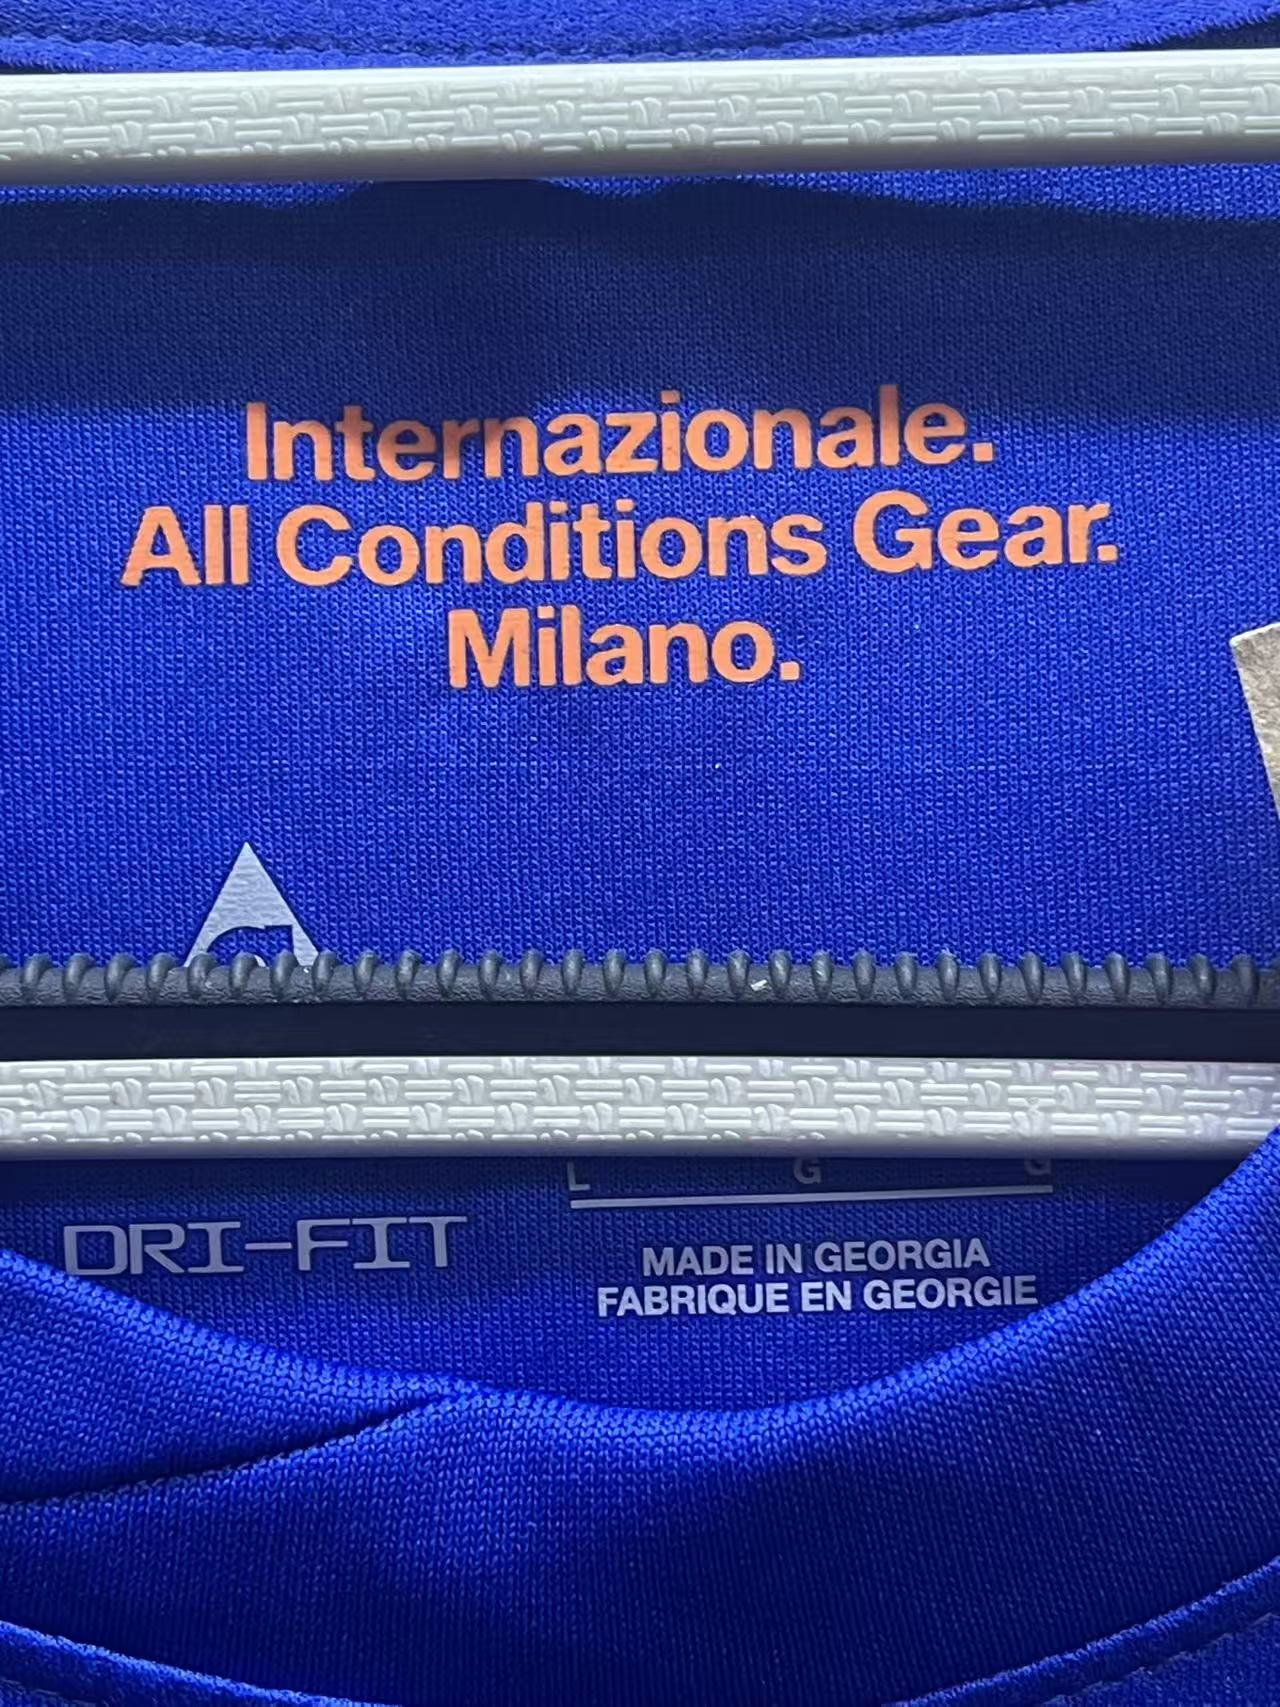 Internazionale.
All Conditions Gear.
Milano.
L G G
DRI-FIT
MADE IN GEORGIA
FABRIQUE EN GEORGIE